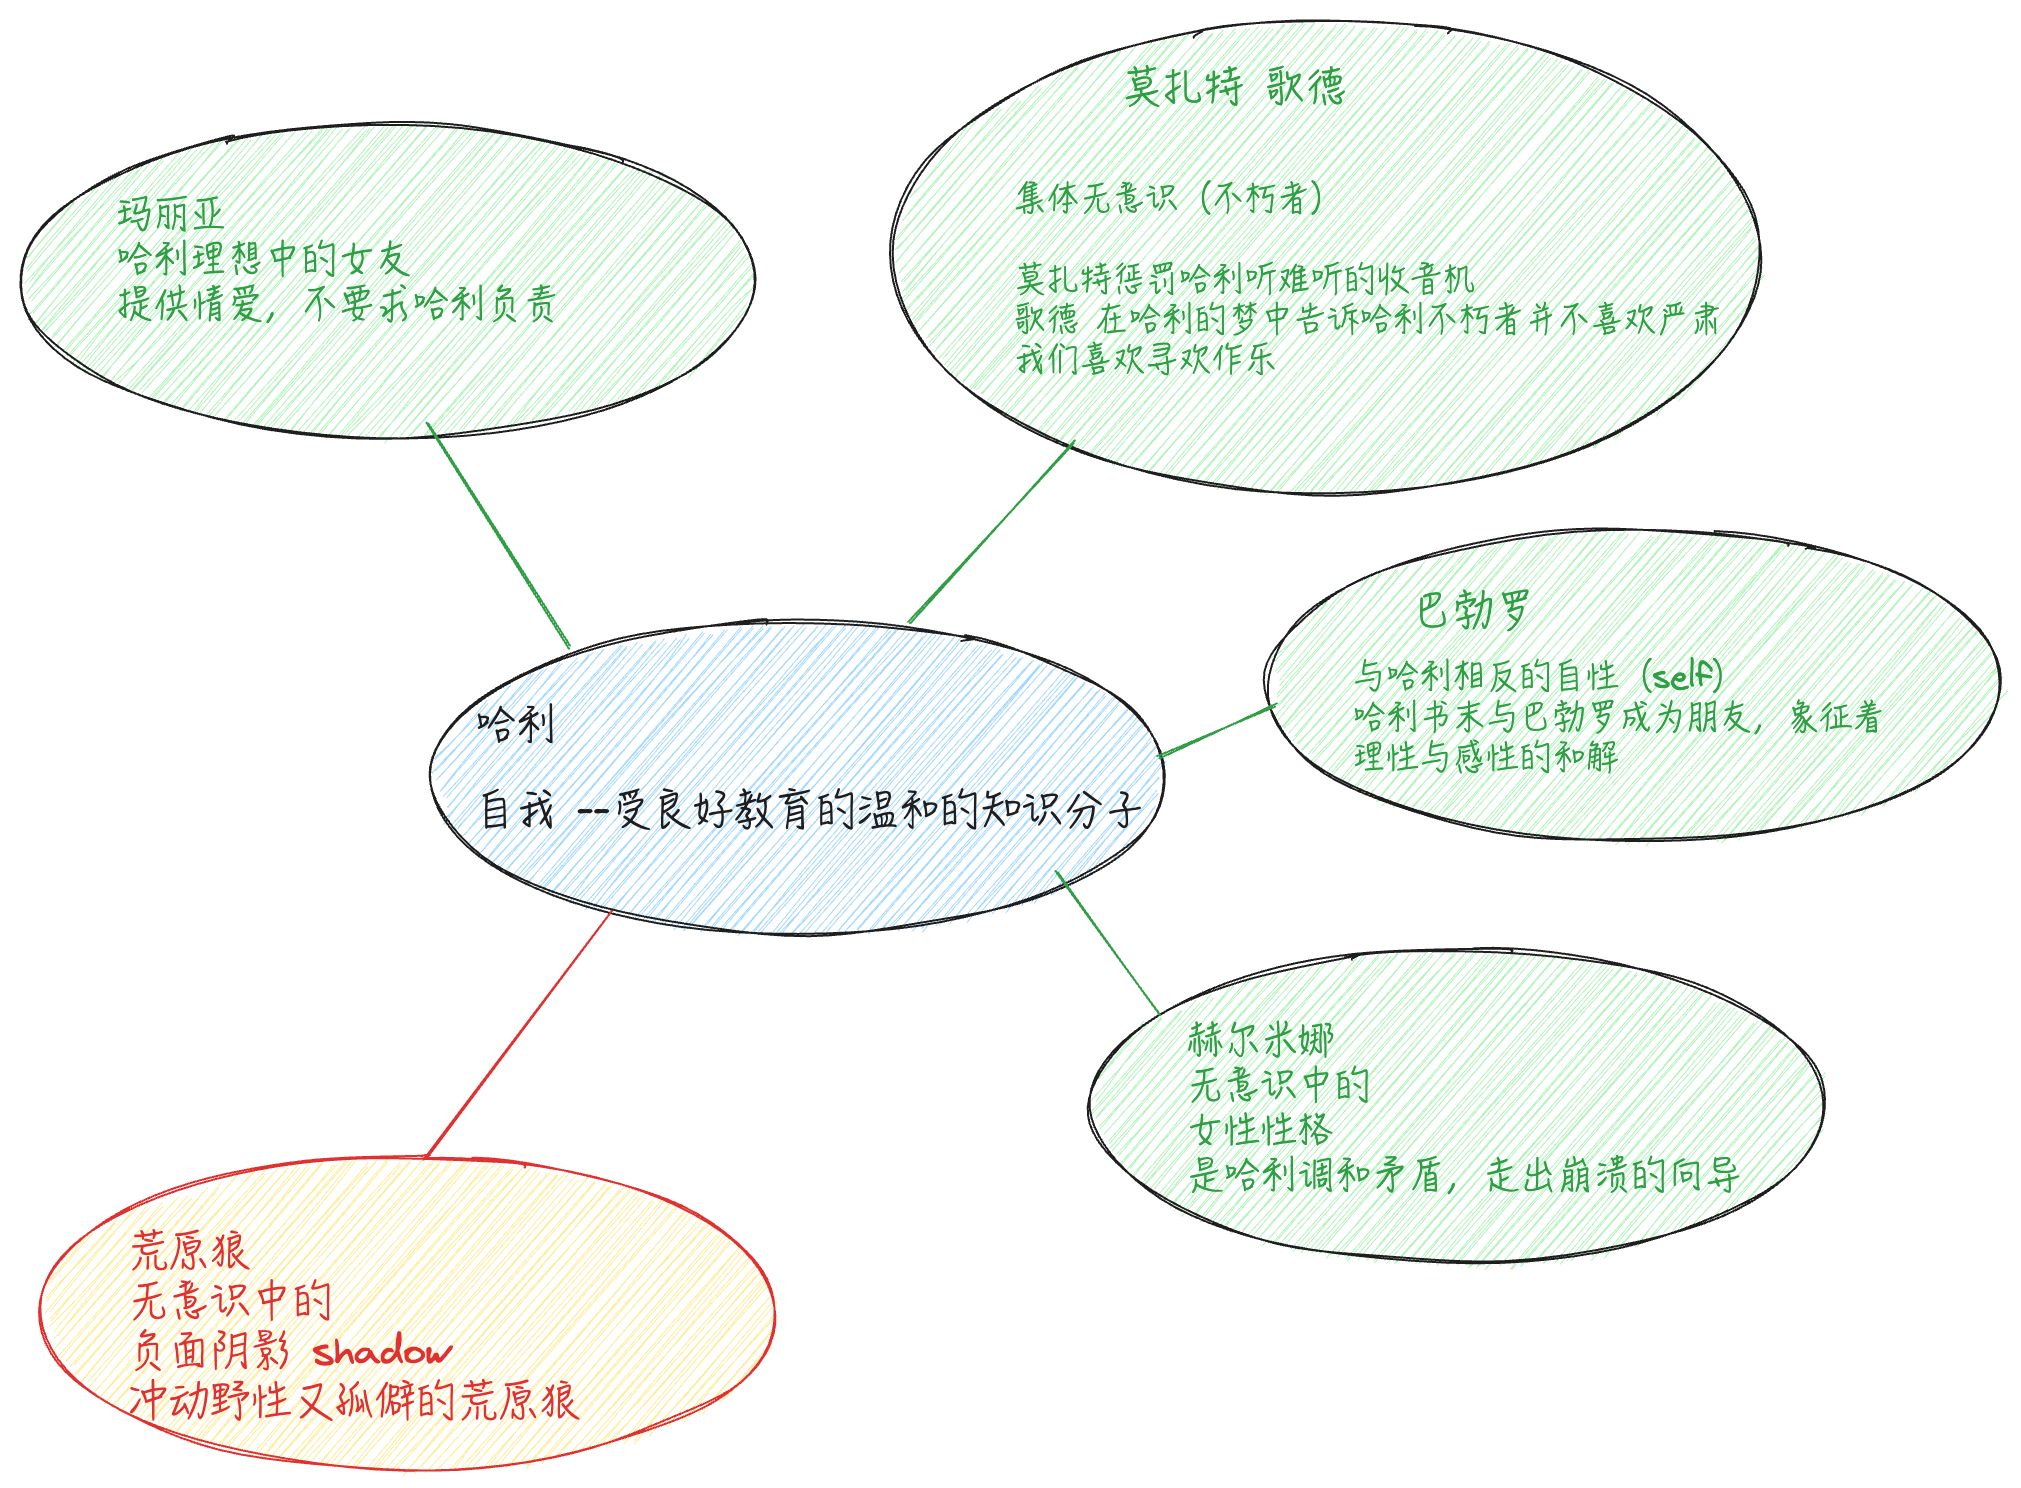 莫扎特 歌德
集体无意识（不朽者）
莫扎特惩罚哈利听难听的收音机
歌德 在哈利的梦中告诉哈利不朽者并不喜欢严肃
我们喜欢寻欢作乐
玛丽亚
哈利理想中的女友
提供情爱，不要求哈利负责
巴勃罗
与哈利相反的自性（self）
哈利书末与巴勃罗成为朋友，象征着
理性与感性的和解
哈利
自我 --受良好教育的温和的知识分子
赫尔米娜
无意识中的
女性性格
是哈利调和矛盾，走出崩溃的向导
荒原狼
无意识中的
负面阴影 shadow
冲动野性又孤僻的荒原狼